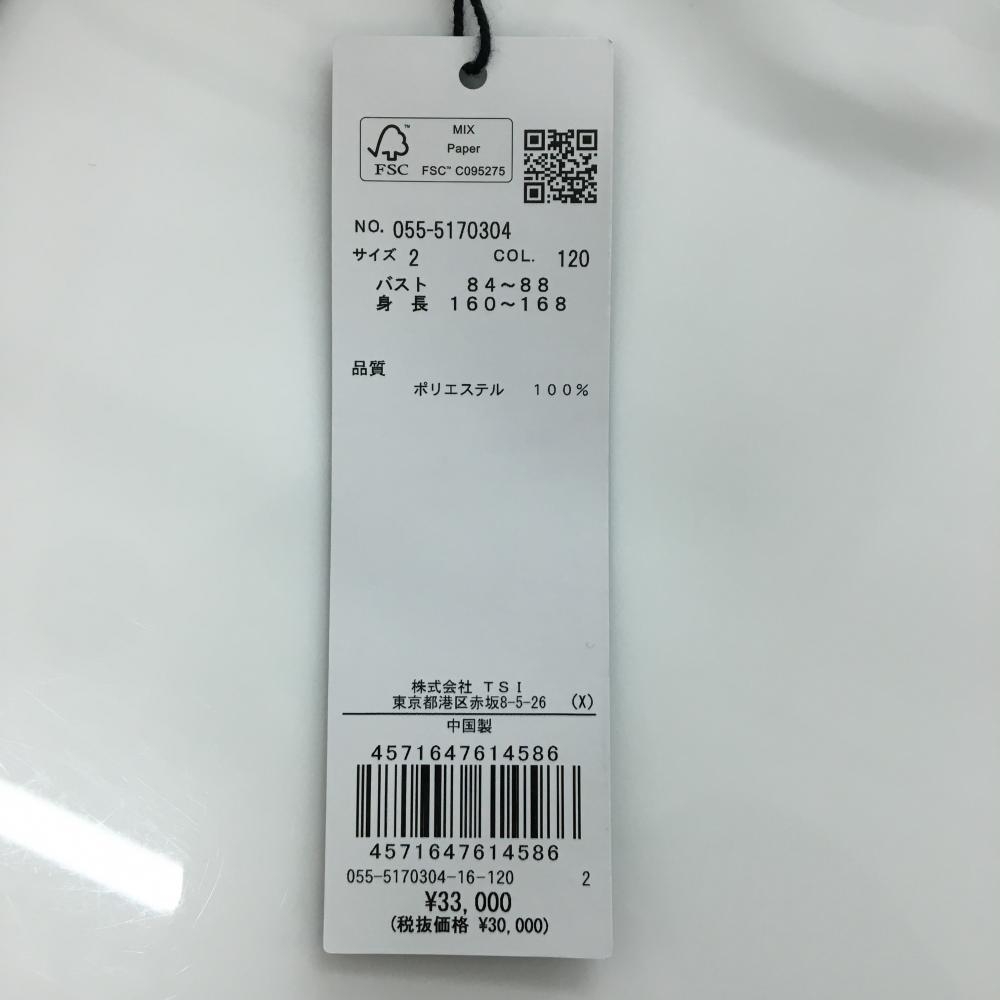 MIX
Paper
FSC™ FSC™ C095275
NO. 055-5170304
サイズ 2 COL. 120
バスト 84～88
身長 160～168
品質
ポリエステル 100%
株式会社 TSI
東京都港区赤坂8-5-26 (X)
中国製
4571647614586
4571647614586
055-5170304-16-120 2
¥33,000
(税抜価格 ¥30,000)